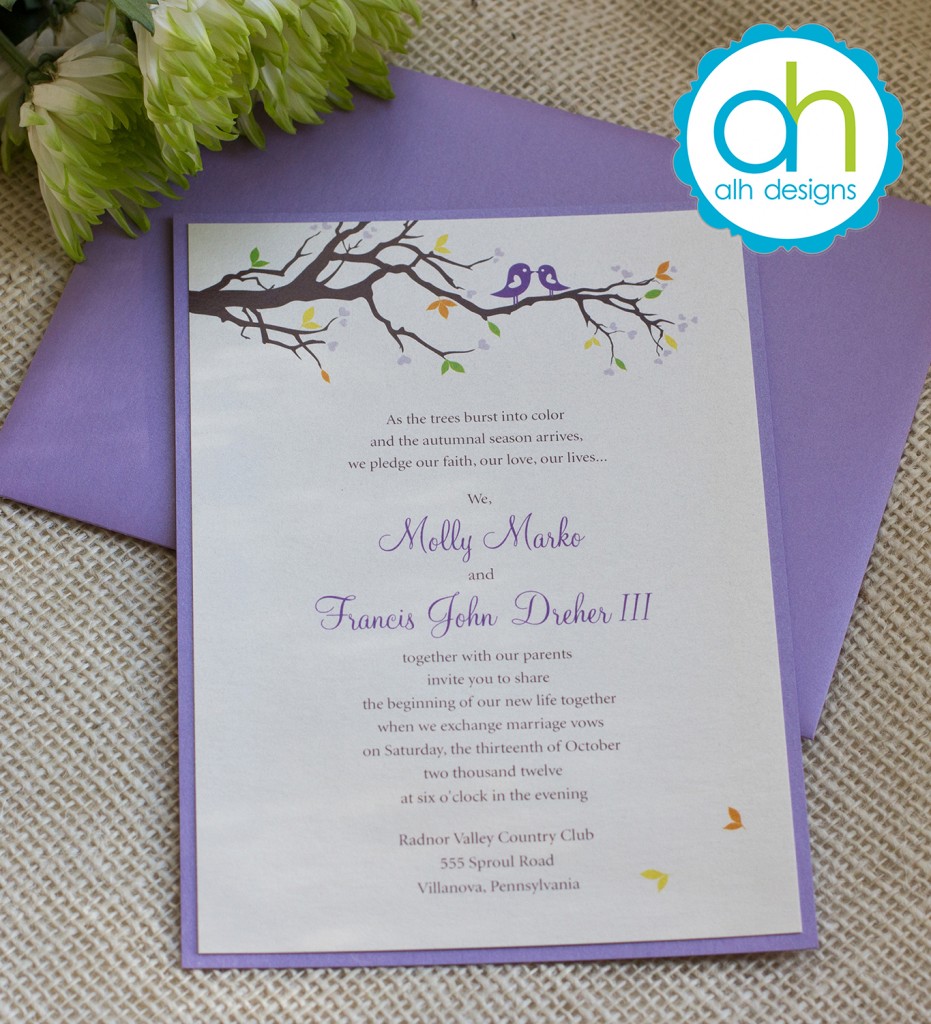 ah
alh designs
As the trees burst into color
and the autumnal season arrives,
we pledge our faith, our love, our lives...
We,
Molly Marko
and
Francis John Dreher III
together with our parents
invite you to share
the beginning of our new life together
when we exchange marriage vows
on Saturday, the thirteenth of October
two thousand twelve
at six o'clock in the evening
Radnor Valley Country Club
555 Sproul Road
Villanova, Pennsylvania